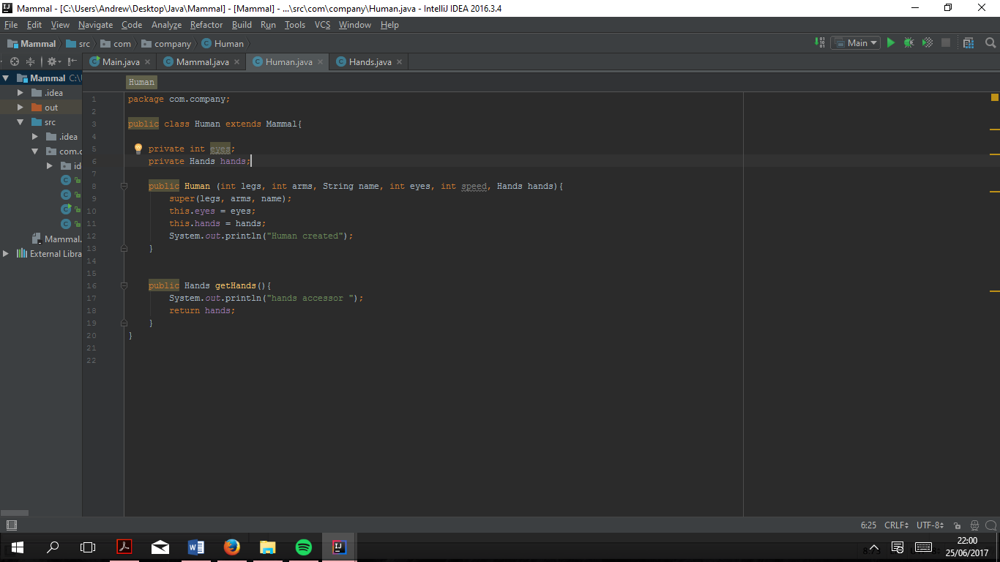 Mammal - [C:\Users\Andrew\Desktop\Java\Mammal] - [Mammal] - ...\src\com\company\Human.java - IntelliJ IDEA 2016.3.4
File Edit View Navigate Code Analyze Refactor Build Run Tools VCS Window Help
Mammal src com company Human Main
Main.java Mammal.java Human.java Hands.java
Mammal C:\
.idea
out
src
.idea
com.c
id
Mammal.
External Libra
Human
1 package com.company;
2
3 public class Human extends Mammal{
4
5 private int eyes;
6 private Hands hands;
7
8 public Human (int legs, int arms, String name, int eyes, int speed, Hands hands){
9 super(legs, arms, name);
10 this.eyes = eyes;
11 this.hands = hands;
12 System.out.println("Human created");
13 }
14
15
16 public Hands getHands(){
17 System.out.println("hands accessor ");
18 return hands;
19 }
20 }
21
22
6:25 CRLF UTF-8
22:00
25/06/2017